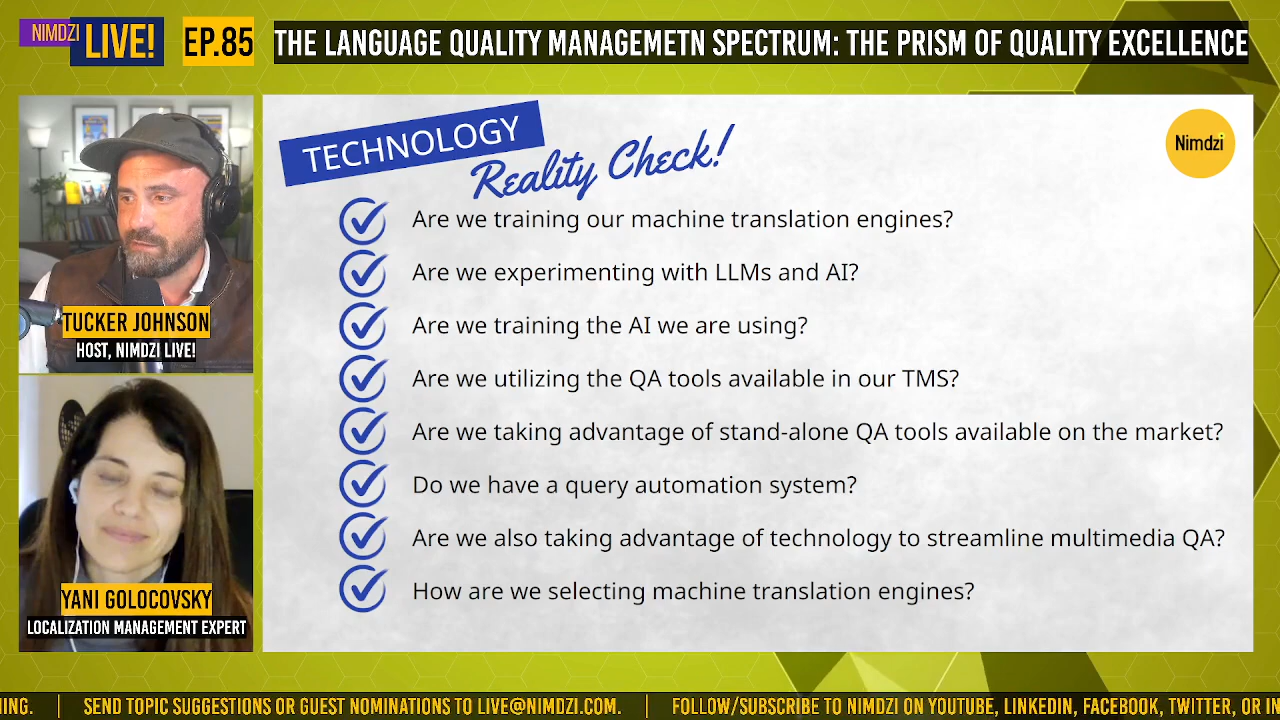 NIMDZI LIVE! EP.85 THE LANGUAGE QUALITY MANAGEMETN SPECTRUM: THE PRISM OF QUALITY EXCELLENCE
TECHNOLOGY
Reality Check!
Nimdzi
Are we training our machine translation engines?
Are we experimenting with LLMs and AI?
Are we training the AI we are using?
Are we utilizing the QA tools available in our TMS?
Are we taking advantage of stand-alone QA tools available on the market?
Do we have a query automation system?
Are we also taking advantage of technology to streamline multimedia QA?
How are we selecting machine translation engines?
TUCKER JOHNSON
HOST, NIMDZI LIVE!
YANI GOLOCOVSKY
LOCALIZATION MANAGEMENT EXPERT
ING. | SEND TOPIC SUGGESTIONS OR GUEST NOMINATIONS TO LIVE@NIMDZI.COM. | FOLLOW/SUBSCRIBE TO NIMDZI ON YOUTUBE, LINKEDIN, FACEBOOK, TWITTER, OR IN